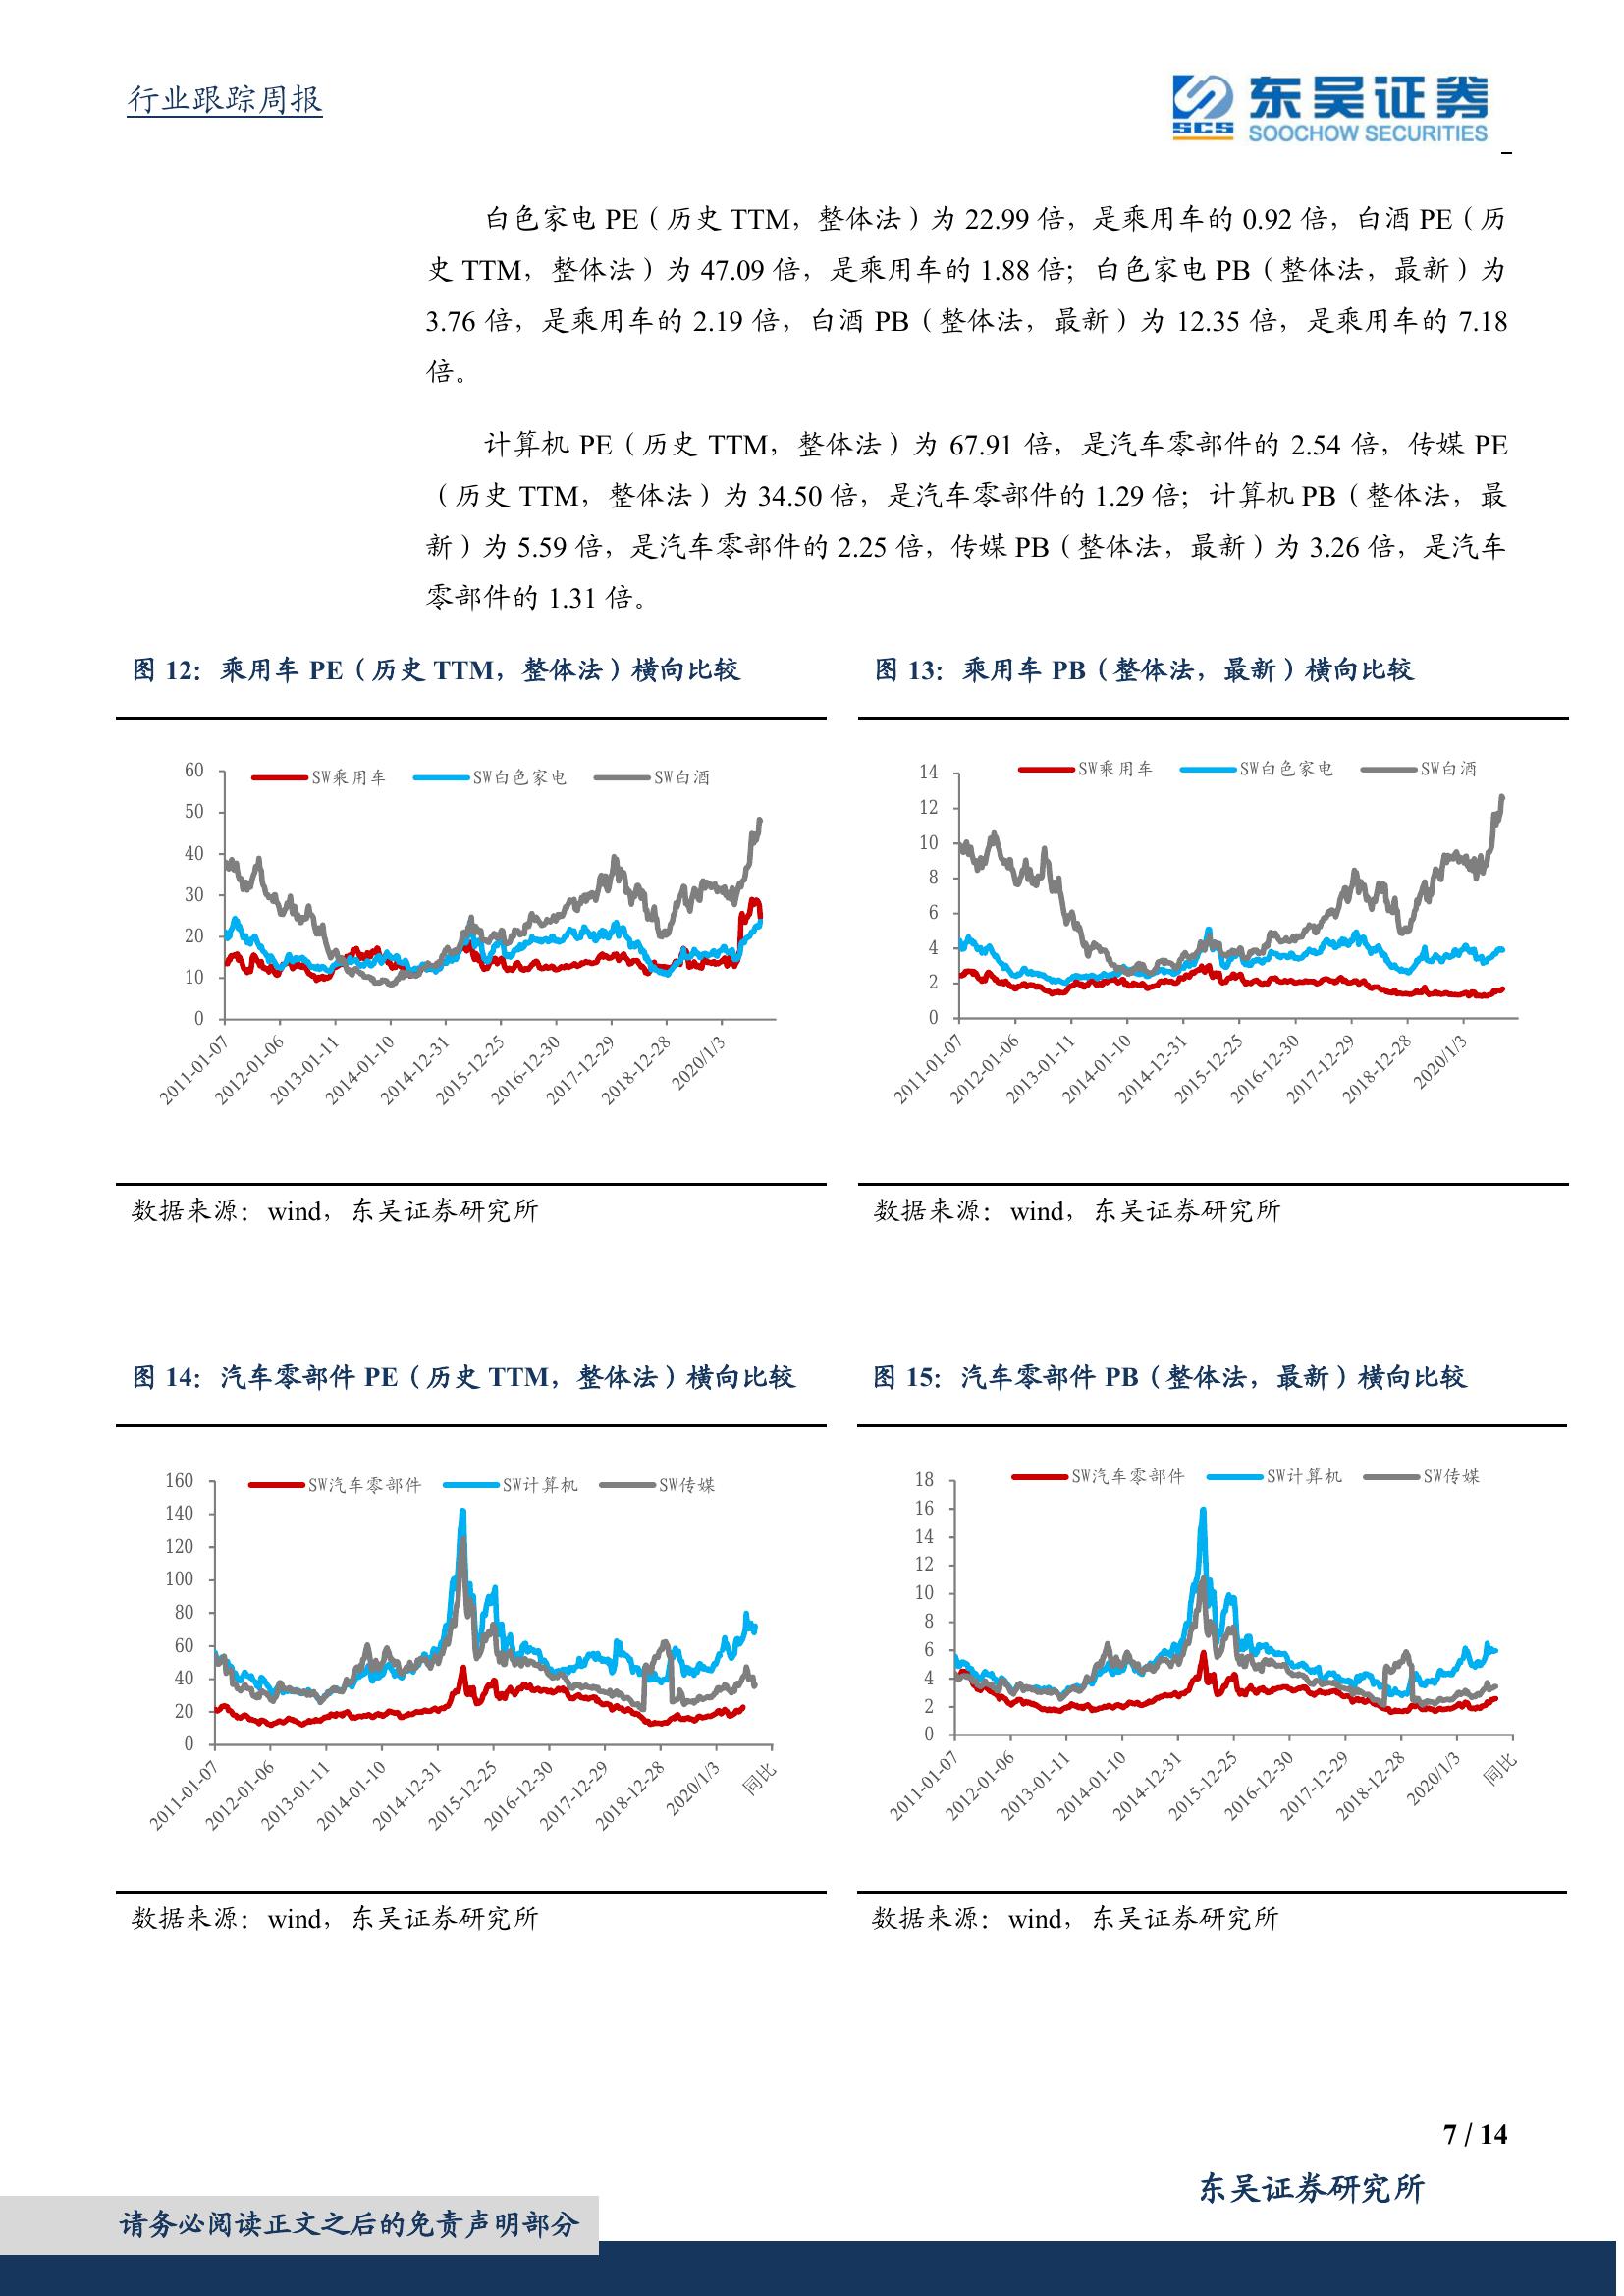 行业跟踪周报
SCS
东吴证券
SOOCHOW SECURITIES
白色家电 PE（历史 TTM，整体法）为 22.99 倍，是乘用车的 0.92 倍，白酒 PE（历
史 TTM，整体法）为 47.09 倍，是乘用车的 1.88 倍；白色家电 PB（整体法，最新）为
3.76 倍，是乘用车的 2.19 倍，白酒 PB（整体法，最新）为 12.35 倍，是乘用车的 7.18
倍。
计算机 PE（历史 TTM，整体法）为 67.91 倍，是汽车零部件的 2.54 倍，传媒 PE
（历史 TTM，整体法）为 34.50 倍，是汽车零部件的 1.29 倍；计算机 PB（整体法，最
新）为 5.59 倍，是汽车零部件的 2.25 倍，传媒 PB（整体法，最新）为 3.26 倍，是汽车
零部件的 1.31 倍。
图 12：乘用车 PE（历史 TTM，整体法）横向比较
SW乘用车 SW白色家电 SW白酒
60
50
40
30
20
10
0
2011-01-07 2012-01-06 2013-01-11 2014-01-10 2014-12-31 2015-12-25 2016-12-30 2017-12-29 2018-12-28 2020/1/3
数据来源：wind，东吴证券研究所
图 13：乘用车 PB（整体法，最新）横向比较
SW乘用车 SW白色家电 SW白酒
14
12
10
8
6
4
2
0
2011-01-07 2012-01-06 2013-01-11 2014-01-10 2014-12-31 2015-12-25 2016-12-30 2017-12-29 2018-12-28 2020/1/3
数据来源：wind，东吴证券研究所
图 14：汽车零部件 PE（历史 TTM，整体法）横向比较
SW汽车零部件 SW计算机 SW传媒
160
140
120
100
80
60
40
20
0
2011-01-07 2012-01-06 2013-01-11 2014-01-10 2014-12-31 2015-12-25 2016-12-30 2017-12-29 2018-12-28 2020/1/3 同比
数据来源：wind，东吴证券研究所
图 15：汽车零部件 PB（整体法，最新）横向比较
SW汽车零部件 SW计算机 SW传媒
18
16
14
12
10
8
6
4
2
0
2011-01-07 2012-01-06 2013-01-11 2014-01-10 2014-12-31 2015-12-25 2016-12-30 2017-12-29 2018-12-28 2020/1/3 同比
数据来源：wind，东吴证券研究所
7 / 14
东吴证券研究所
请务必阅读正文之后的免责声明部分